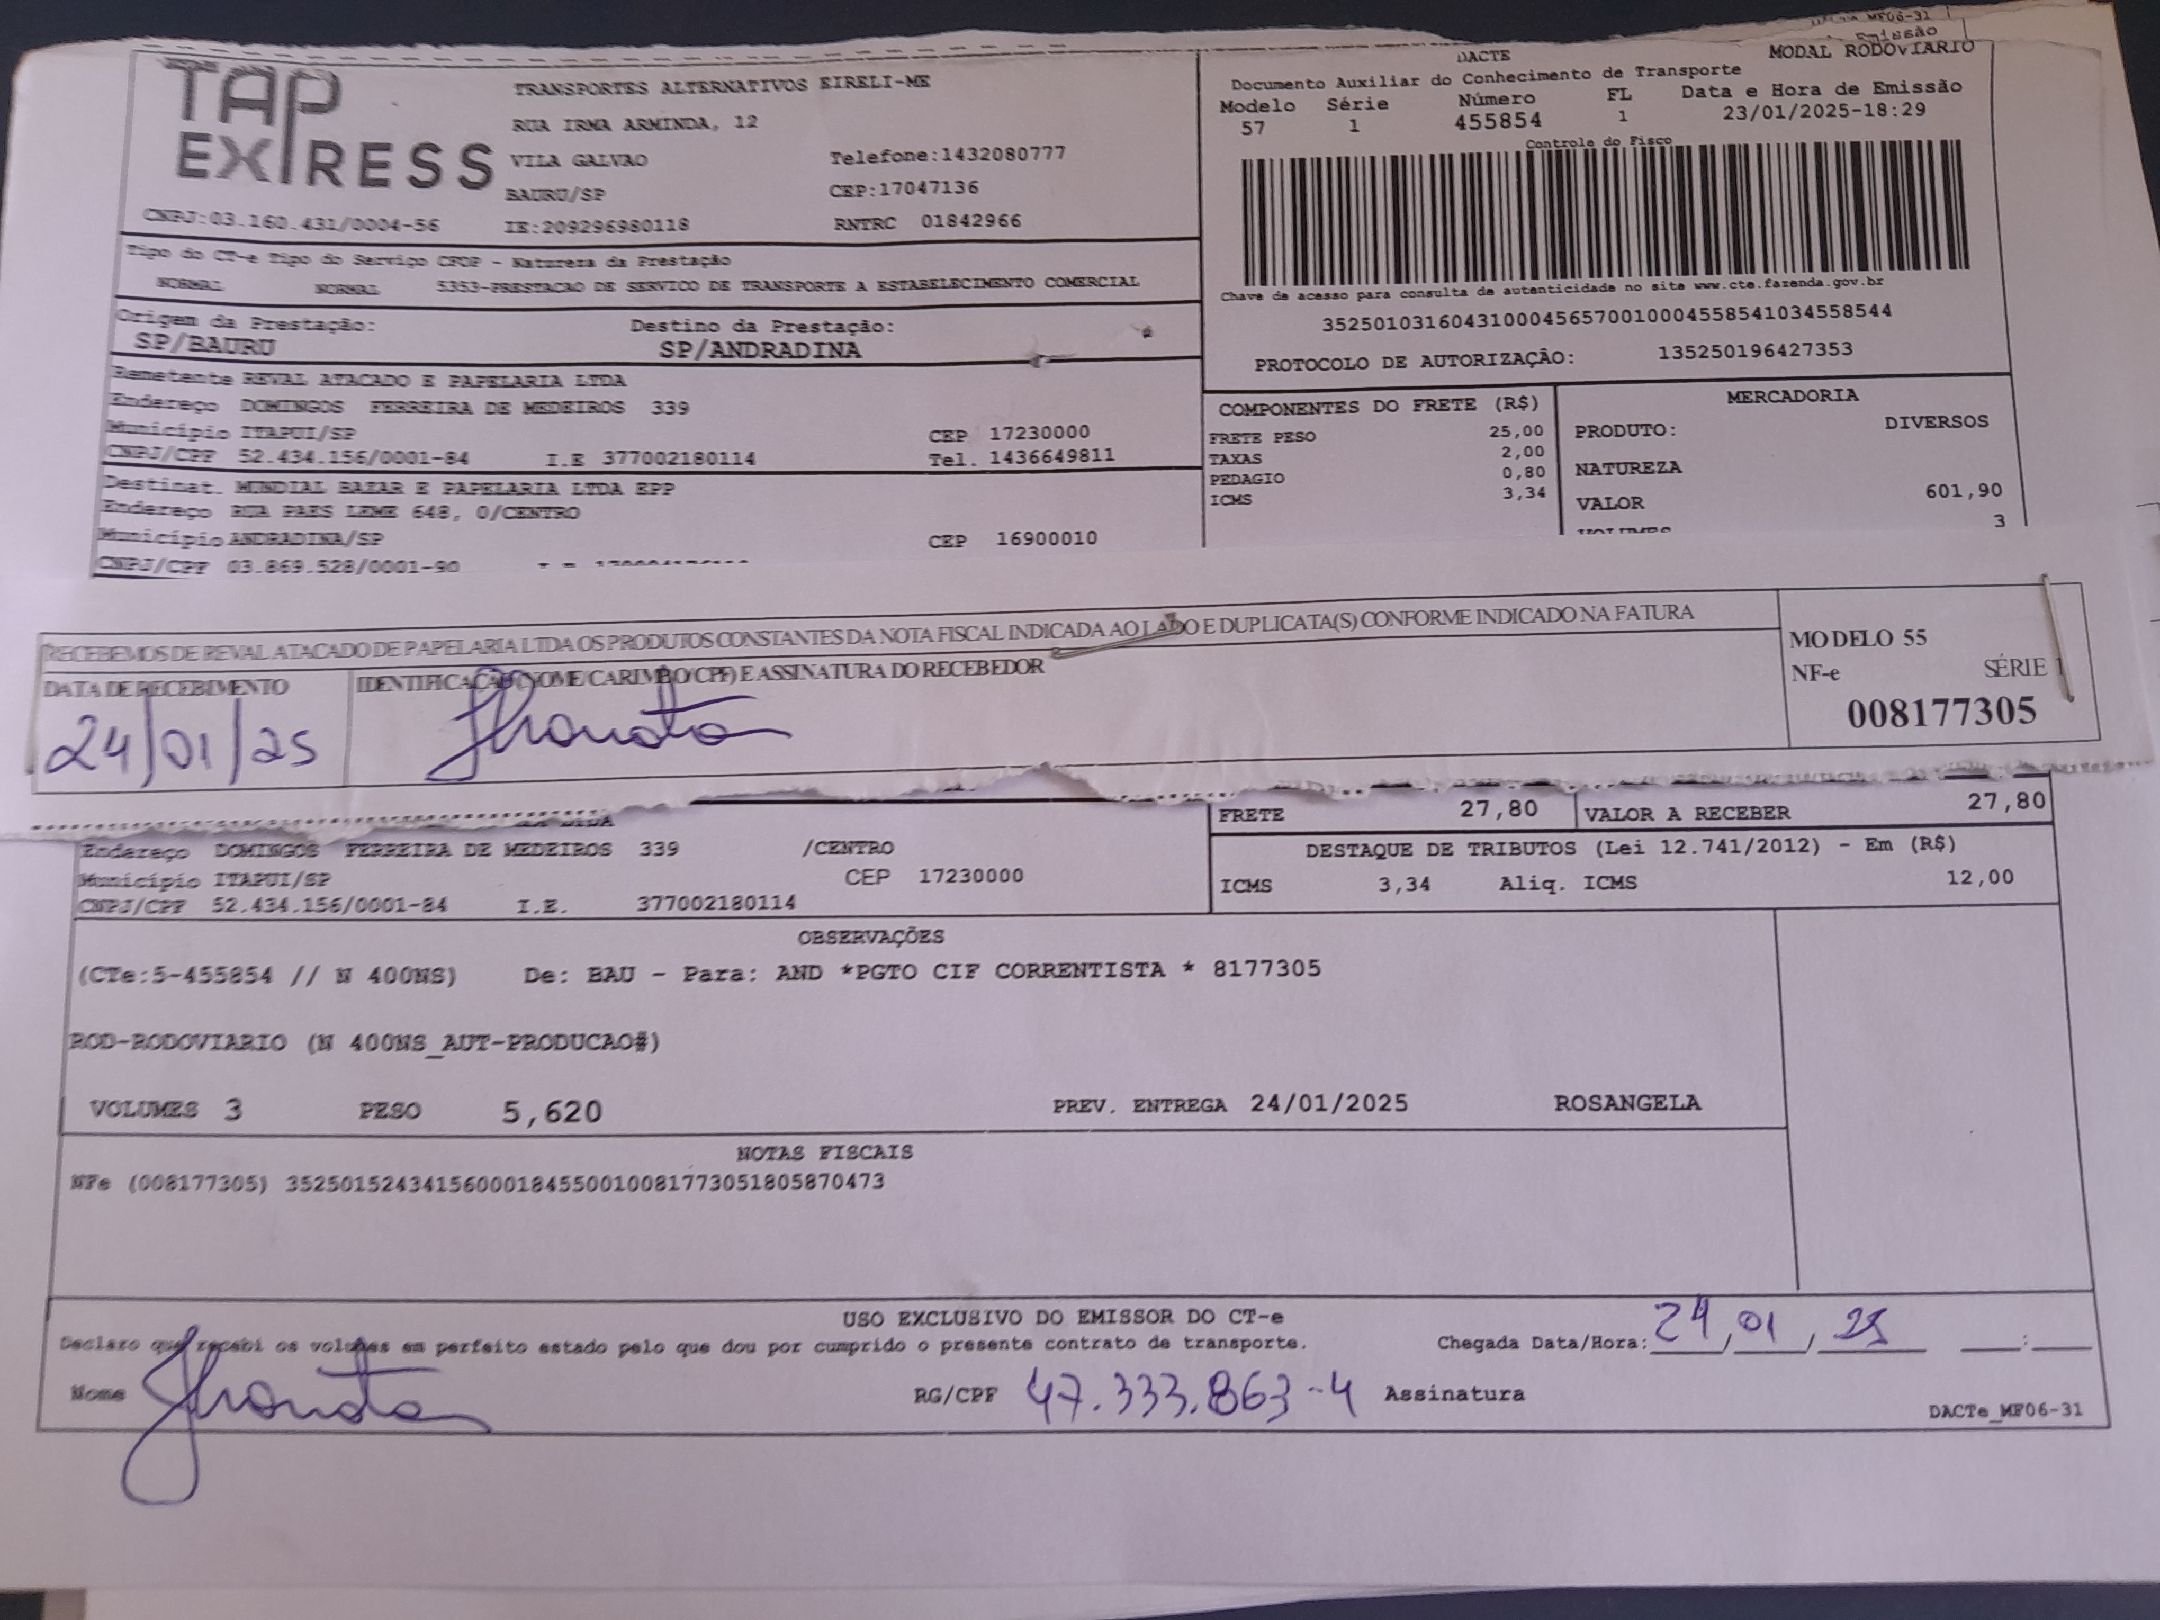 TAP EXPRESS
TRANSPORTES ALTERNATIVOS EIRELI-ME
RUA IRMA ARMINDA, 12
VILA GALVAO Telefone:1432080777
BAURU/SP CEP:17047136
CNPJ:03.160.431/0004-56 IE:209296980118 RNTRC 01842966
Emissão
DACTE MODAL RODOVIARIO
Documento Auxiliar do Conhecimento de Transporte
Modelo Série Número FL Data e Hora de Emissão
57 1 455854 1 23/01/2025-18:29
Controle do Fisco
Chave de acesso para consulta de autenticidade no site www.cte.fazenda.gov.br
35250103160431000456570010004558541034558544
PROTOCOLO DE AUTORIZAÇÃO: 135250196427353
Tipo do CT-e Tipo do Serviço CFOP - Natureza da Prestação
NORMAL NORMAL 5353-PRESTACAO DE SERVICO DE TRANSPORTE A ESTABELECIMENTO COMERCIAL
Origem da Prestação: Destino da Prestação:
SP/BAURU SP/ANDRADINA
Remetente REVAL ATACADO E PAPELARIA LTDA
Endereço DOMINGOS FERREIRA DE MEDEIROS 339
Município ITAPUI/SP CEP 17230000
CNPJ/CPF 52.434.156/0001-84 I.E 377002180114 Tel. 1436649811
Destinat. MUNDIAL BAZAR E PAPELARIA LTDA EPP
Endereço RUA PAES LEME 648, 0/CENTRO
Município ANDRADINA/SP CEP 16900010
CNPJ/CPF 03.869.528/0001-90
COMPONENTES DO FRETE (R$)
FRETE PESO 25,00
TAXAS 2,00
PEDAGIO 0,80
ICMS 3,34
MERCADORIA
PRODUTO: DIVERSOS
NATUREZA
VALOR 601,90
VOLUMES 3
RECEBEMOS DE REVAL ATACADO DE PAPELARIA LTDA OS PRODUTOS CONSTANTES DA NOTA FISCAL INDICADA AO LADO E DUPLICATA(S) CONFORME INDICADO NA FATURA
DATA DE RECEBIMENTO IDENTIFICAÇÃO (NOME/CARIMBO/CPF) E ASSINATURA DO RECEBEDOR
24/01/25 Jhonata
MODELO 55
NF-e SÉRIE 1
008177305
FRETE 27,80 VALOR A RECEBER 27,80
Endereço DOMINGOS FERREIRA DE MEDEIROS 339 /CENTRO
Município ITAPUI/SP CEP 17230000
CNPJ/CPF 52.434.156/0001-84 I.E. 377002180114
DESTAQUE DE TRIBUTOS (Lei 12.741/2012) - Em (R$)
ICMS 3,34 Aliq. ICMS 12,00
OBSERVAÇÕES
(CTe:5-455854 // N 400NS) De: BAU - Para: AND *PGTO CIF CORRENTISTA * 8177305
ROD-RODOVIARIO (N 400NS_AUT-PRODUCAO#)
VOLUMES 3 PESO 5,620 PREV. ENTREGA 24/01/2025 ROSANGELA
NOTAS FISCAIS
NFe (008177305) 35250152434156000184550010081773051805870473
USO EXCLUSIVO DO EMISSOR DO CT-e
Declaro que recebi os volumes em perfeito estado pelo que dou por cumprido o presente contrato de transporte. Chegada Data/Hora: 24/01/25 :
Nome Jhonata RG/CPF 47.333.863-4 Assinatura
DACTe_MF06-31